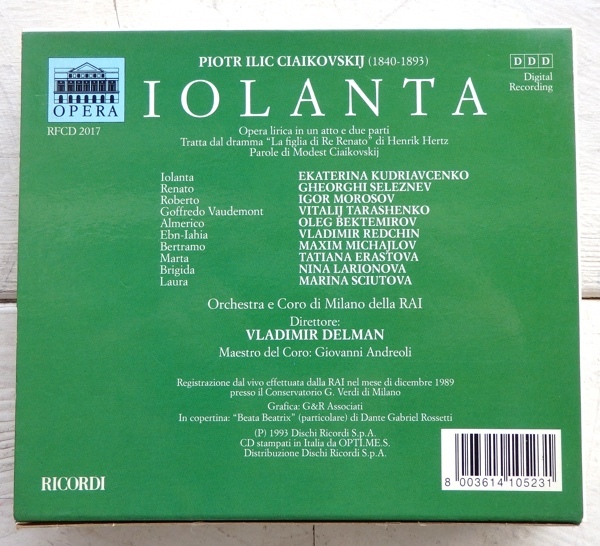 PIOTR ILIC CIAIKOVSKIJ (1840-1893)
DDD
Digital
Recording
OPERA
IOLANTA
RFCD 2017
Opera lirica in un atto e due parti
Tratta dal dramma “La figlia di Re Renato” di Henrik Hertz
Parole di Modest Ciaikovskij
Iolanta EKATERINA KUDRIAVCENKO
Renato GHEORGHI SELEZNEV
Roberto IGOR MOROSOV
Goffredo Vaudemont VITALIJ TARASHENKO
Almerico OLEG BEKTEMIROV
Ebn-Iahia VLADIMIR REDCHIN
Bertramo MAXIM MICHAJLOV
Marta TATIANA ERASTOVA
Brigida NINA LARIONOVA
Laura MARINA SCIUTOVA
Orchestra e Coro di Milano della RAI
Direttore:
VLADIMIR DELMAN
Maestro del Coro: Giovanni Andreoli
Registrazione dal vivo effettuata dalla RAI nel mese di dicembre 1989
presso il Conservatorio G. Verdi di Milano
Grafica: G&R Associati
In copertina: “Beata Beatrix” (particolare) di Dante Gabriel Rossetti
(P) 1993 Dischi Ricordi S.p.A.
CD stampati in Italia da OPTI.ME.S.
Distribuzione Dischi Ricordi S.p.A.
RICORDI
8 003614 105231